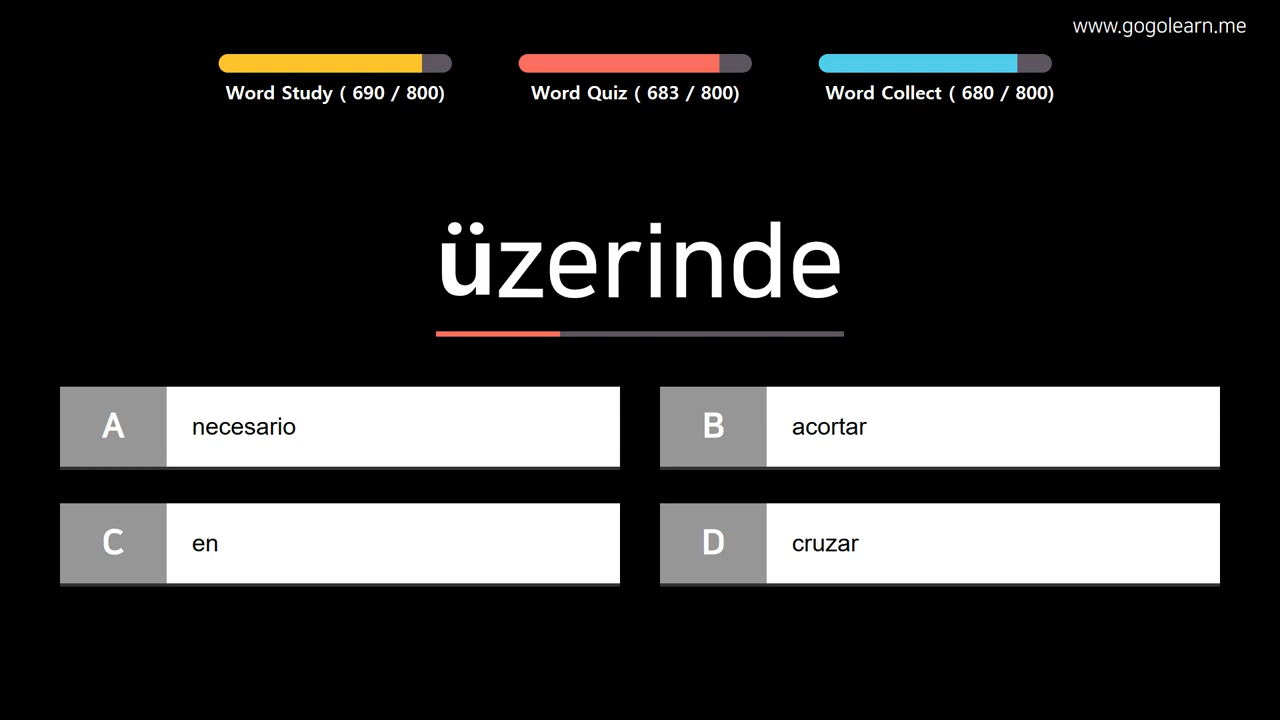 www.gogolearn.me
Word Study ( 690 / 800)
Word Quiz ( 683 / 800)
Word Collect ( 680 / 800)
üzerinde
A necesario
B acortar
C en
D cruzar